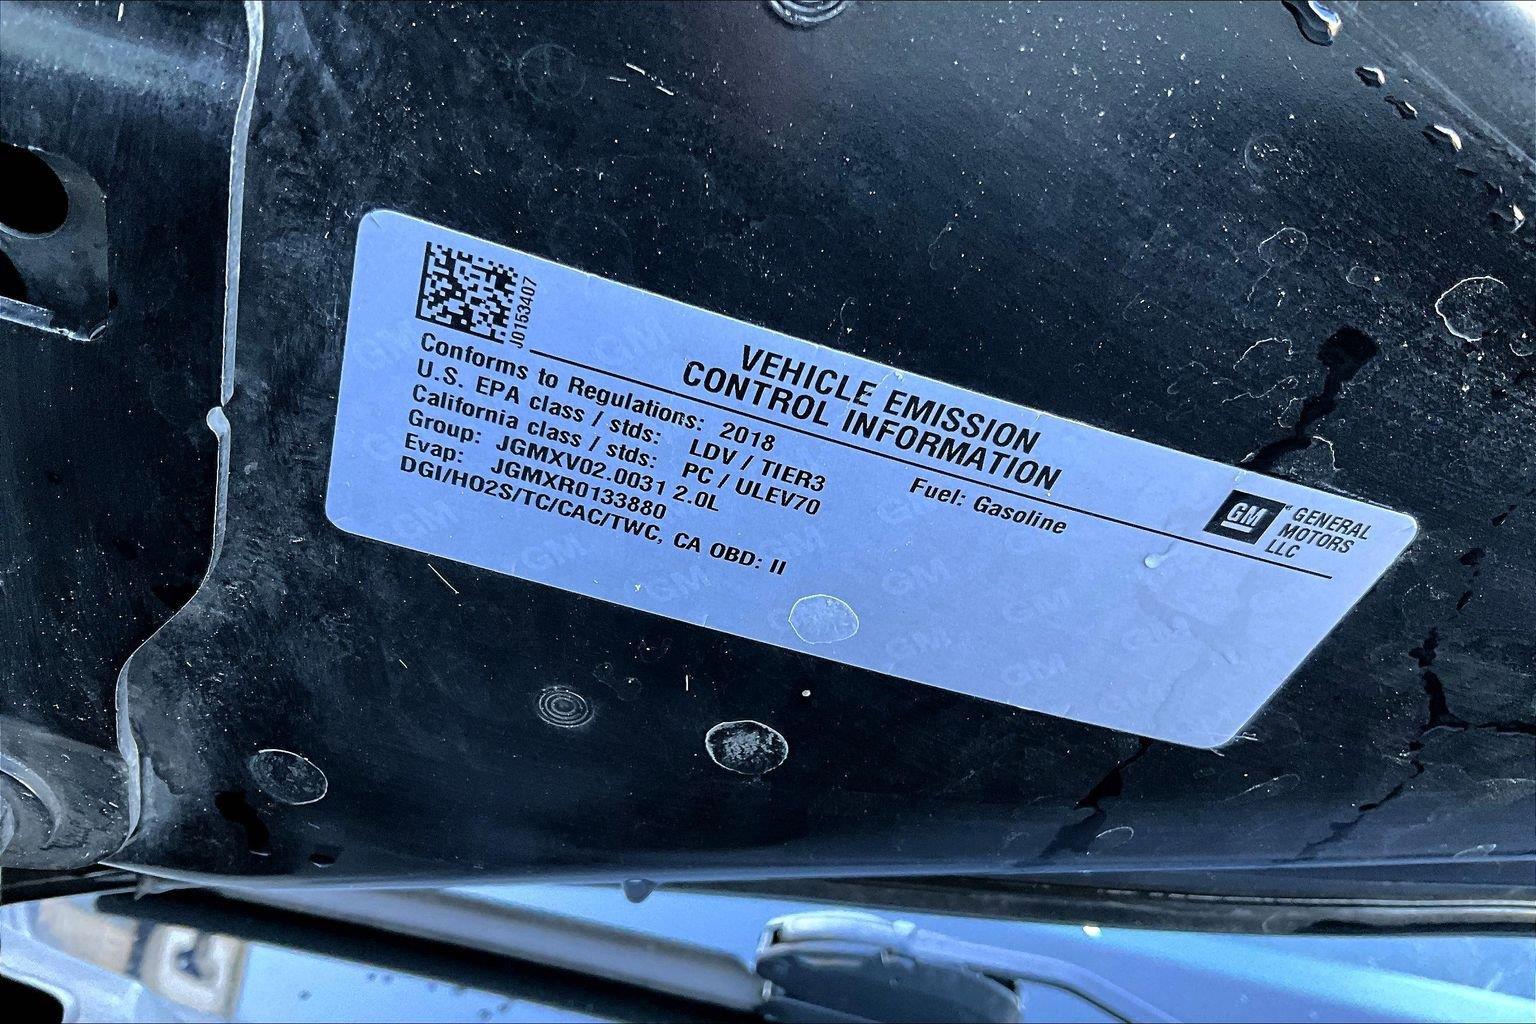 J0153407
VEHICLE EMISSION
CONTROL INFORMATION
Conforms to Regulations: 2018
U.S. EPA class / stds: LDV / TIER3
California class / stds: PC / ULEV70
Group: JGMXV02.0031 2.0L
Evap: JGMXR0133880
DGI/HO2S/TC/CAC/TWC, CA OBD: II
Fuel: Gasoline
GM
GENERAL
MOTORS
LLC